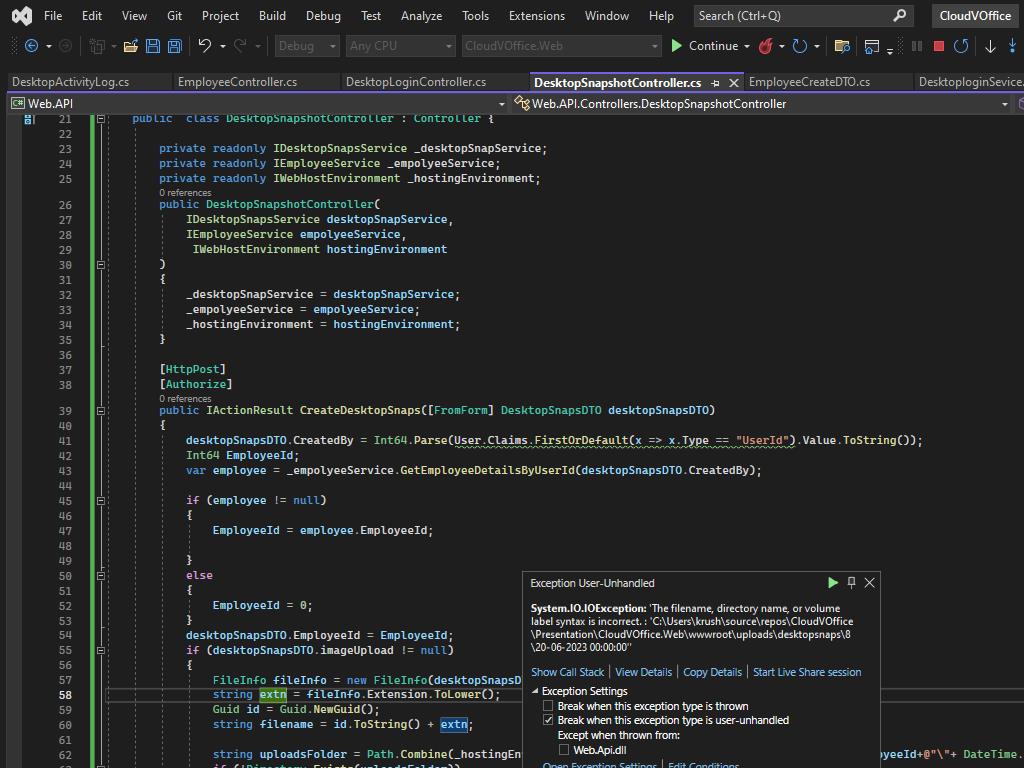 File Edit View Git Project Build Debug Test Analyze Tools Extensions Window Help Search (Ctrl+Q) CloudVOffice
Debug Any CPU CloudVOffice.Web Continue
DesktopActivityLog.cs EmployeeController.cs DesktopLoginController.cs DesktopSnapshotController.cs EmployeeCreateDTO.cs DesktoploginSevice.
C# Web.API Web.API.Controllers.DesktopSnapshotController
21 public class DesktopSnapshotController : Controller {
22
23 private readonly IDesktopSnapsService _desktopSnapService;
24 private readonly IEmployeeService _empolyeeService;
25 private readonly IWebHostEnvironment _hostingEnvironment;
0 references
26 public DesktopSnapshotController(
27 IDesktopSnapsService desktopSnapService,
28 IEmployeeService empolyeeService,
29 IWebHostEnvironment hostingEnvironment
30 )
31 {
32 _desktopSnapService = desktopSnapService;
33 _empolyeeService = empolyeeService;
34 _hostingEnvironment = hostingEnvironment;
35 }
36
37 [HttpPost]
38 [Authorize]
0 references
39 public IActionResult CreateDesktopSnaps([FromForm] DesktopSnapsDTO desktopSnapsDTO)
40 {
41 desktopSnapsDTO.CreatedBy = Int64.Parse(User.Claims.FirstOrDefault(x => x.Type == "UserId").Value.ToString());
42 Int64 EmployeeId;
43 var employee = _empolyeeService.GetEmployeeDetailsByUserId(desktopSnapsDTO.CreatedBy);
44
45 if (employee != null)
46 {
47 EmployeeId = employee.EmployeeId;
48
49 }
50 else
51 {
52 EmployeeId = 0;
53 }
54 desktopSnapsDTO.EmployeeId = EmployeeId;
55 if (desktopSnapsDTO.imageUpload != null)
56 {
57 FileInfo fileInfo = new FileInfo(desktopSnapsD
58 string extn = fileInfo.Extension.ToLower();
59 Guid id = Guid.NewGuid();
60 string filename = id.ToString() + extn;
61
62 string uploadsFolder = Path.Combine(_hostingEn yeeId+@"\"+ DateTime.
Exception User-Unhandled
System.IO.IOException: 'The filename, directory name, or volume
label syntax is incorrect. : 'C:\Users\krush\source\repos\CloudVOffice
\Presentation\CloudVOffice.Web\wwwroot\uploads\desktopsnaps\8
\20-06-2023 00:00:00''
Show Call Stack | View Details | Copy Details | Start Live Share session
Exception Settings
Break when this exception type is thrown
Break when this exception type is user-unhandled
Except when thrown from:
Web.Api.dll
Open Exception Settings | Edit Conditions